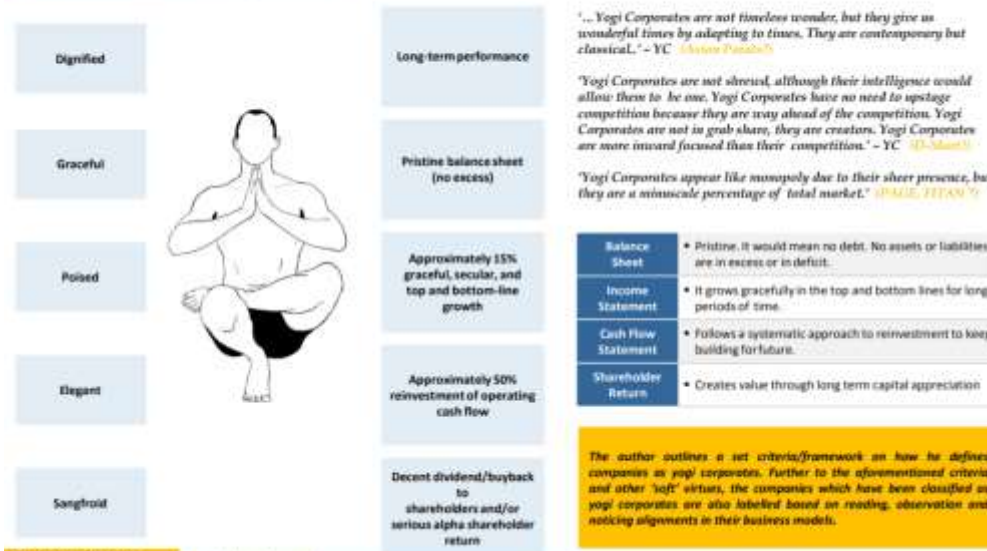 Dignified
Graceful
Poised
Elegant
Sangfroid
Long-term performance
Pristine balance sheet
(no excess)
Approximately 15%
graceful, secular, and
top and bottom-line
growth
Approximately 50%
reinvestment of operating
cash flow
Decent dividend/buyback
to
shareholders and/or
serious alpha shareholder
return
'... Yogi Corporates are not timeless wonder, but they give us
wonderful times by adapting to times. They are contemporary but
classical.' – YC (Asian Paints?)
'Yogi Corporates are not shrewd, although their intelligence would
allow them to be one. Yogi Corporates have no need to upstage
competition because they are way ahead of the competition. Yogi
Corporates are not in grab share, they are creators. Yogi Corporates
are more inward focused than their competition.' – YC (D-Mart?)
'Yogi Corporates appear like monopoly due to their sheer presence, bu
they are a minuscule percentage of total market.' (PAGE, TITAN ?)
Balance
Sheet
• Pristine. It would mean no debt. No assets or liabilities
are in excess or in deficit.
Income
Statement
• It grows gracefully in the top and bottom lines for long
periods of time.
Cash Flow
Statement
• Follows a systematic approach to reinvestment to keep
building for future.
Shareholder
Return
• Creates value through long term capital appreciation
The author outlines a set criteria/framework on how he defines
companies as yogi corporates. Further to the aforementioned criteria
and other 'soft' virtues, the companies which have been classified as
yogi corporates are also labelled based on reading, observation and
noticing alignments in their business models.